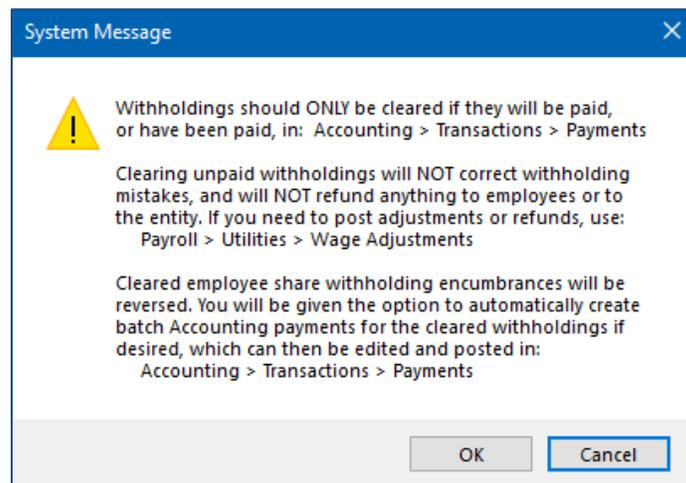 System Message
Withholdings should ONLY be cleared if they will be paid,
or have been paid, in: Accounting > Transactions > Payments
Clearing unpaid withholdings will NOT correct withholding
mistakes, and will NOT refund anything to employees or to
the entity. If you need to post adjustments or refunds, use:
Payroll > Utilities > Wage Adjustments
Cleared employee share withholding encumbrances will be
reversed. You will be given the option to automatically create
batch Accounting payments for the cleared withholdings if
desired, which can then be edited and posted in:
Accounting > Transactions > Payments
OK
Cancel